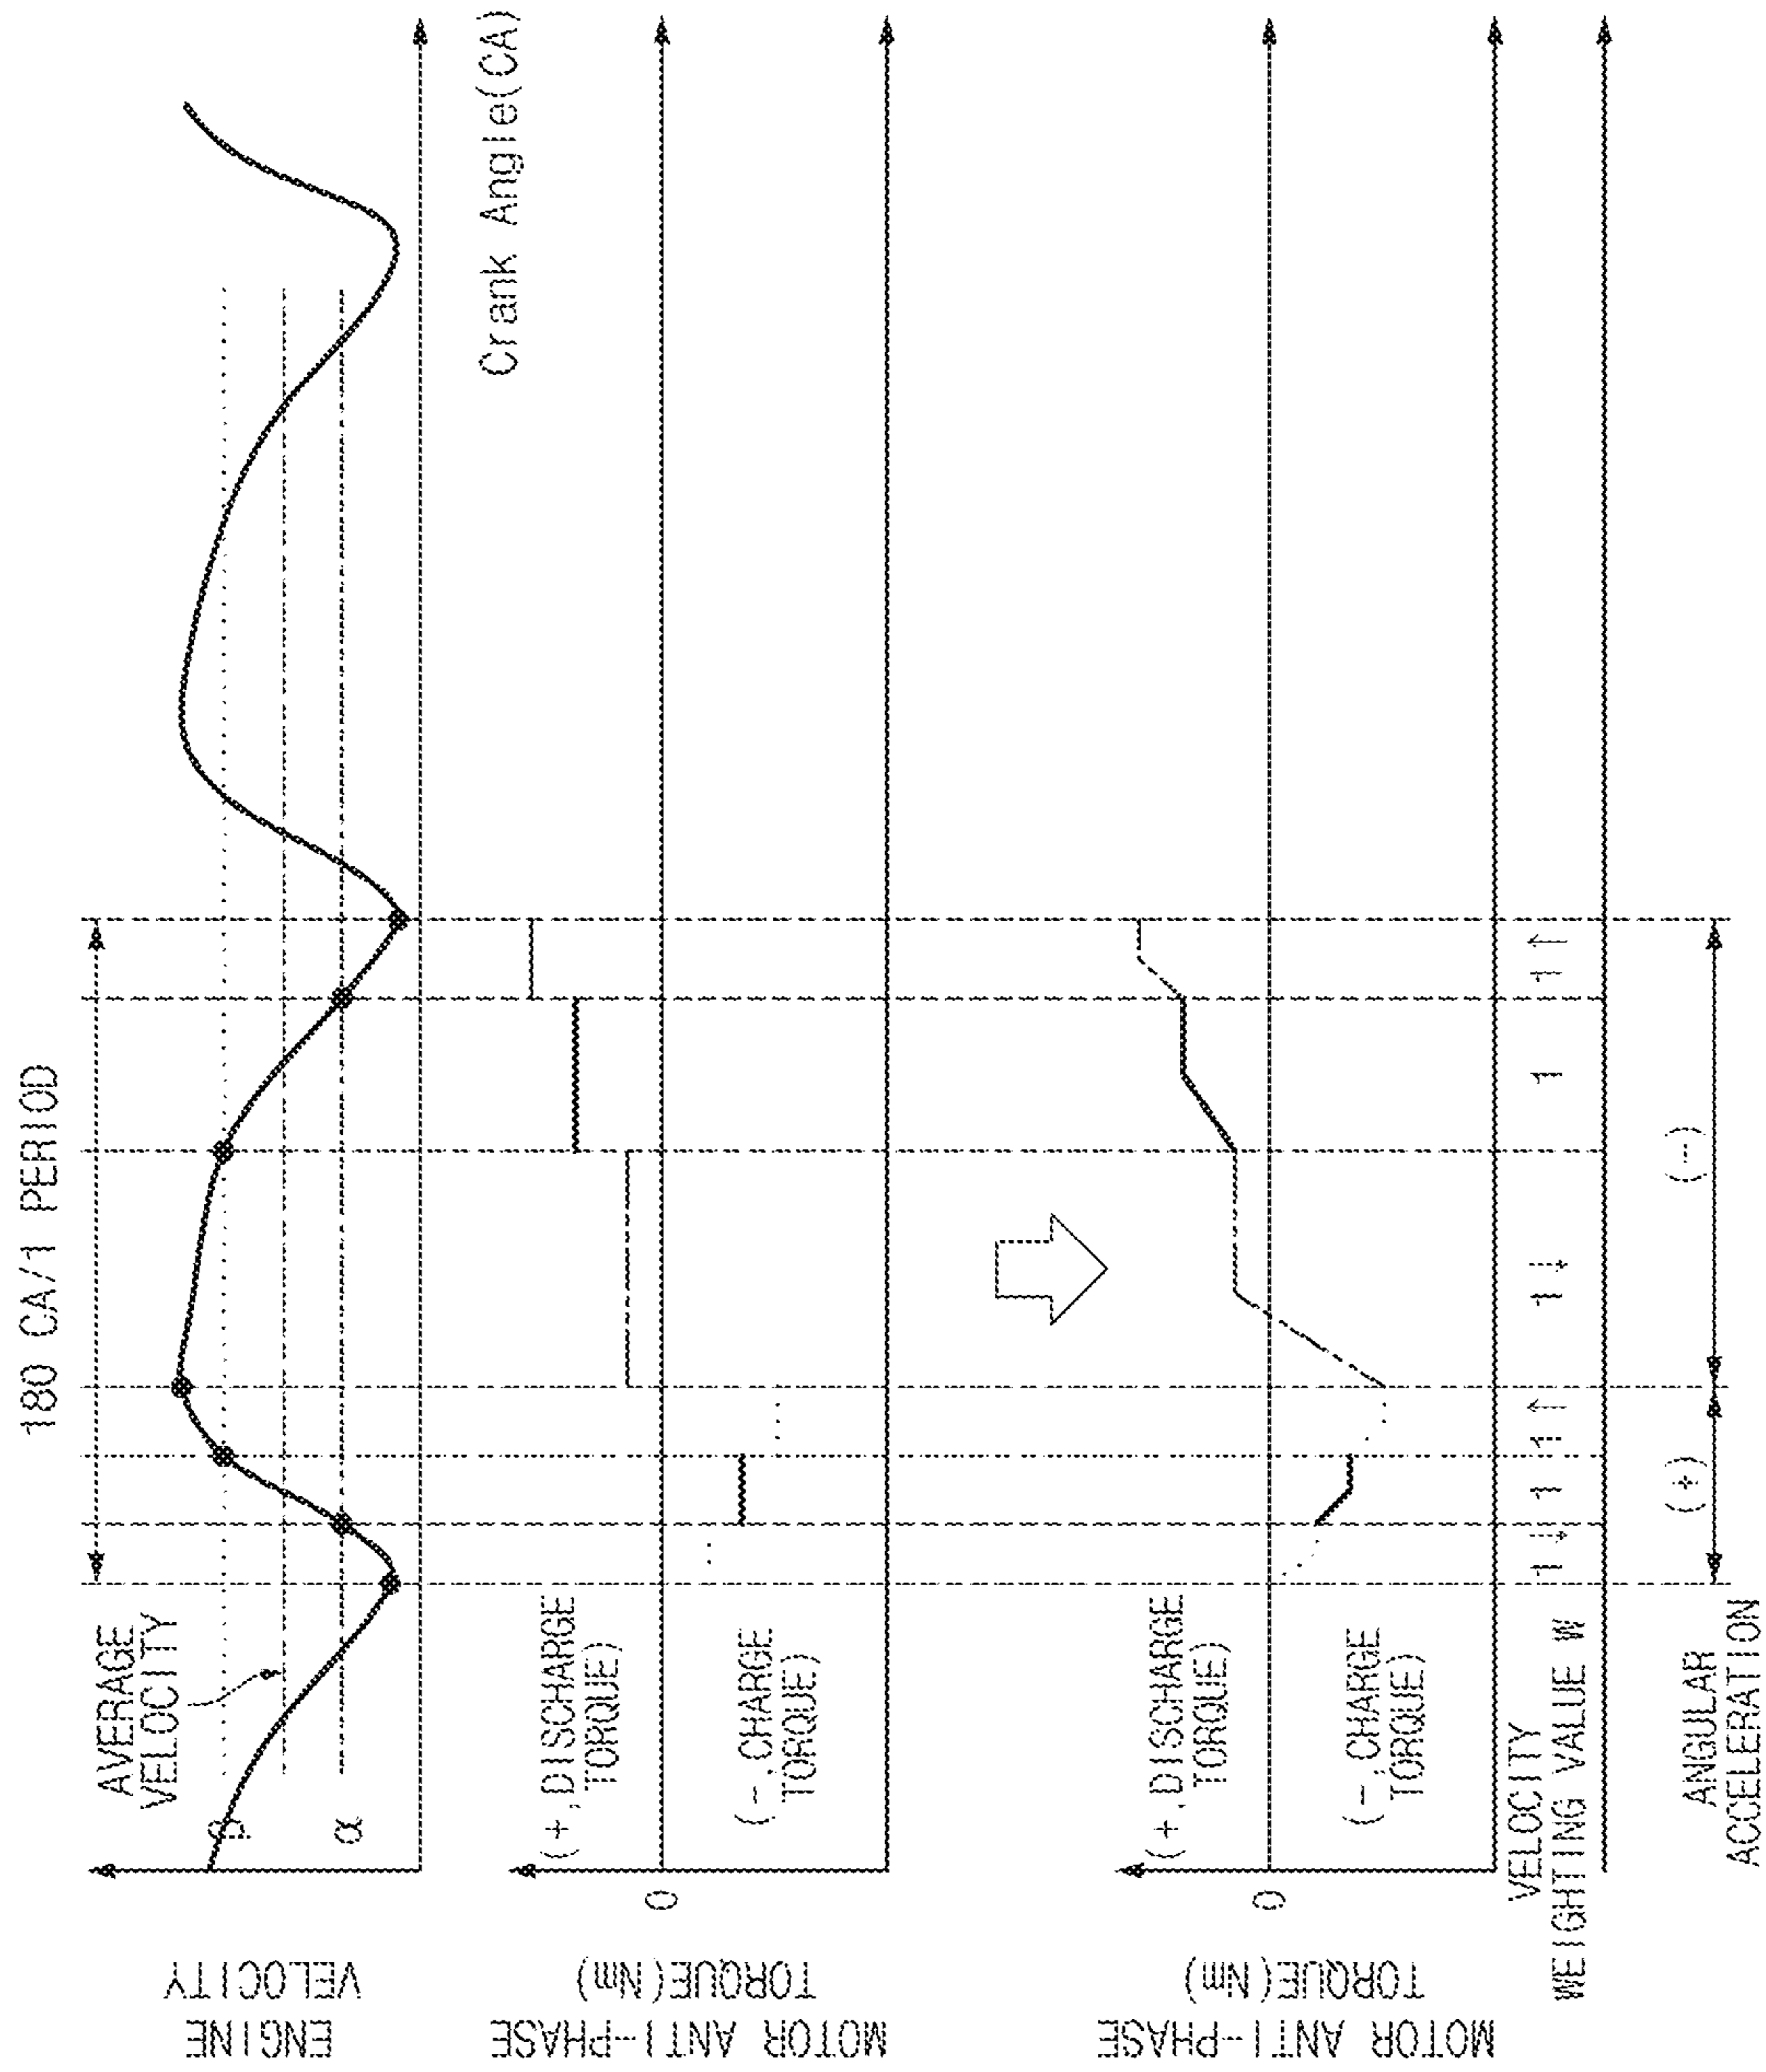 180 CA/1 PERIOD
ENGINE
VELOCITY
AVERAGE
VELOCITY
β
α
Crank Angle(CA)
MOTOR ANTI-PHASE
TORQUE(Nm)
(+,DISCHARGE
TORQUE)
0
(-,CHARGE
TORQUE)
MOTOR ANTI-PHASE
TORQUE(Nm)
(+,DISCHARGE
TORQUE)
0
(-,CHARGE
TORQUE)
VELOCITY
WEIGHTING VALUE W
1↓ 1 1↑ 1↓ 1 1↑
ANGULAR
ACCELERATION
(+) (-)